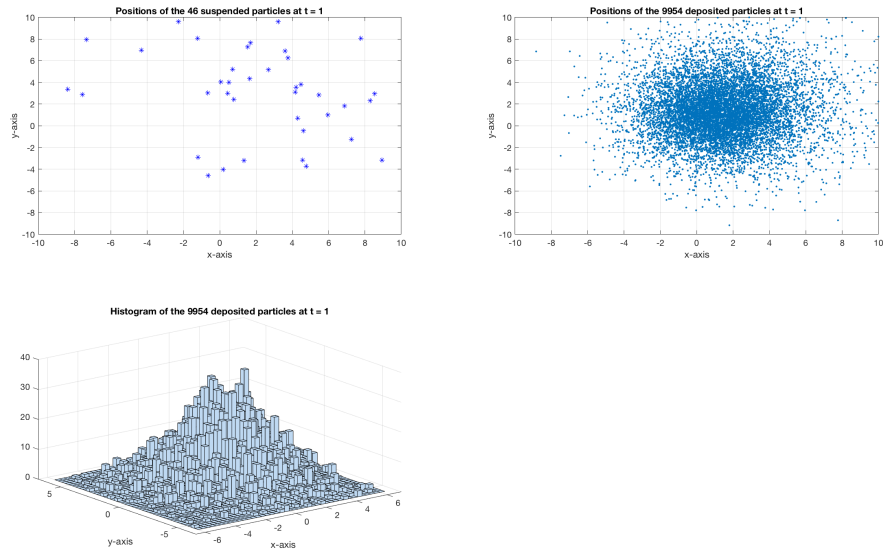 Positions of the 46 suspended particles at t = 1
10
8
6
4
2
0
-2
-4
-6
-8
-10
y-axis
-10 -8 -6 -4 -2 0 2 4 6 8 10
x-axis
Positions of the 9954 deposited particles at t = 1
10
8
6
4
2
0
-2
-4
-6
-8
-10
y-axis
-10 -8 -6 -4 -2 0 2 4 6 8 10
x-axis
Histogram of the 9954 deposited particles at t = 1
40
30
20
10
0
5
0
-5
y-axis
-6 -4 -2 0 2 4 6
x-axis